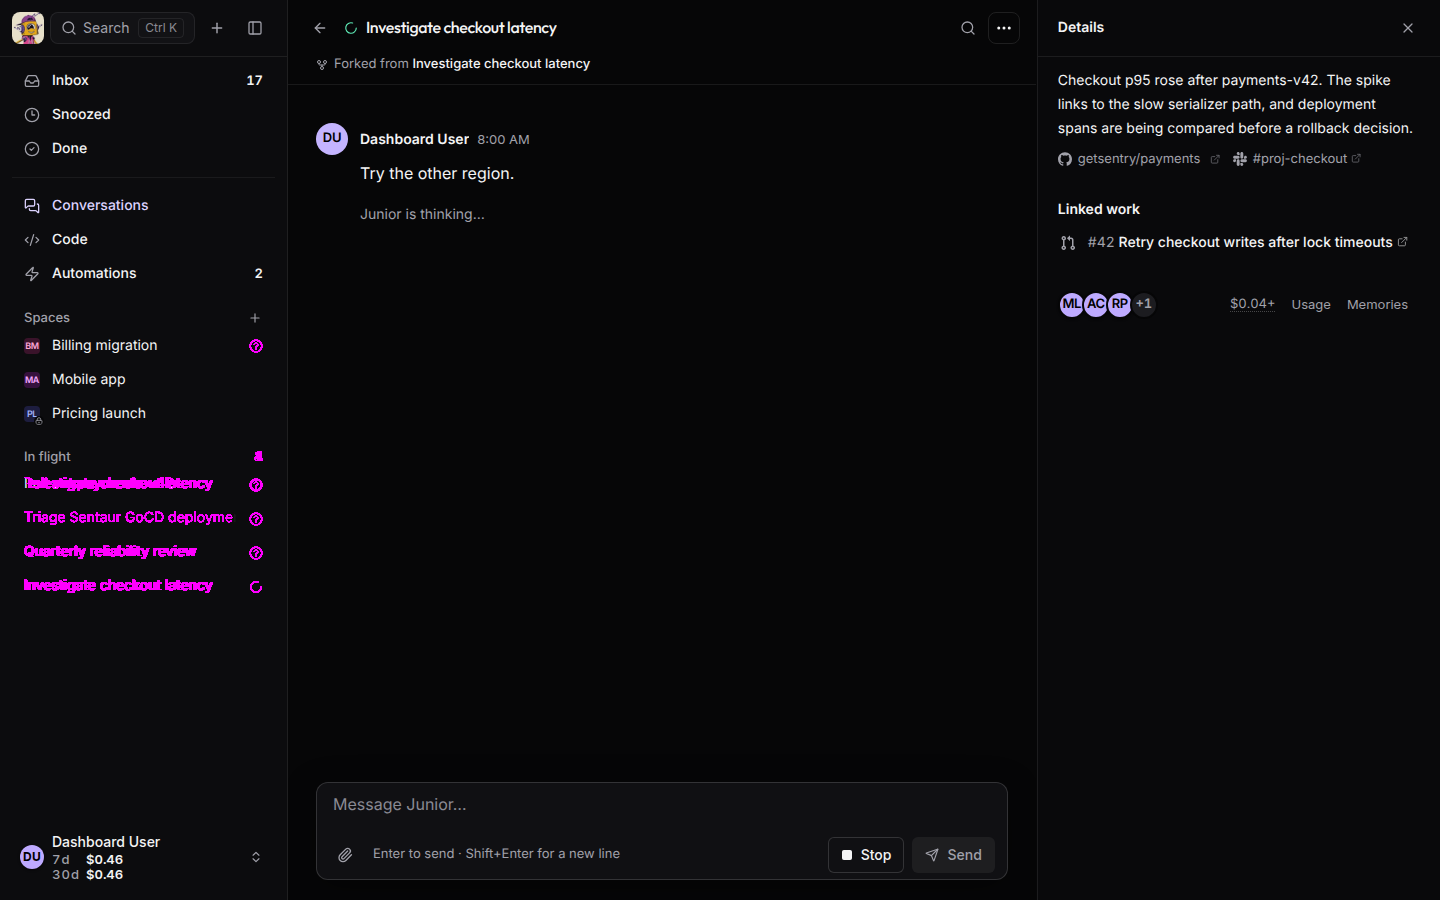 Search Ctrl K
Inbox 17
Snoozed
Done
Conversations
Code
Automations 2
Spaces
BM Billing migration
MA Mobile app
PL Pricing launch
In flight
latency
Triage Sentaur GoCD deployme
Quarterly reliability review
Investigate checkout latency
DU Dashboard User
7d $0.46
30d $0.46
Investigate checkout latency
Forked from Investigate checkout latency
DU Dashboard User 8:00 AM
Try the other region.
Junior is thinking...
Message Junior...
Enter to send · Shift+Enter for a new line
Stop
Send
Details
Checkout p95 rose after payments-v42. The spike
links to the slow serializer path, and deployment
spans are being compared before a rollback decision.
getsentry/payments #proj-checkout
Linked work
#42 Retry checkout writes after lock timeouts
ML AC RP +1 $0.04+ Usage Memories